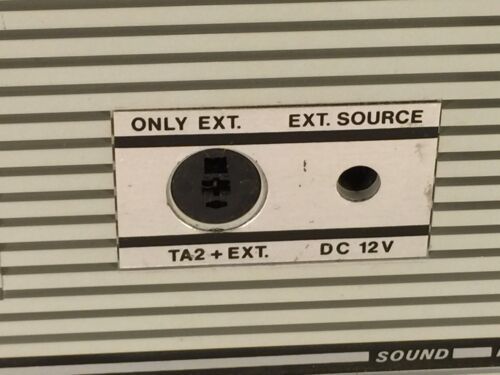 ONLY EXT. EXT. SOURCE
TA2 + EXT. DC 12V
SOUND